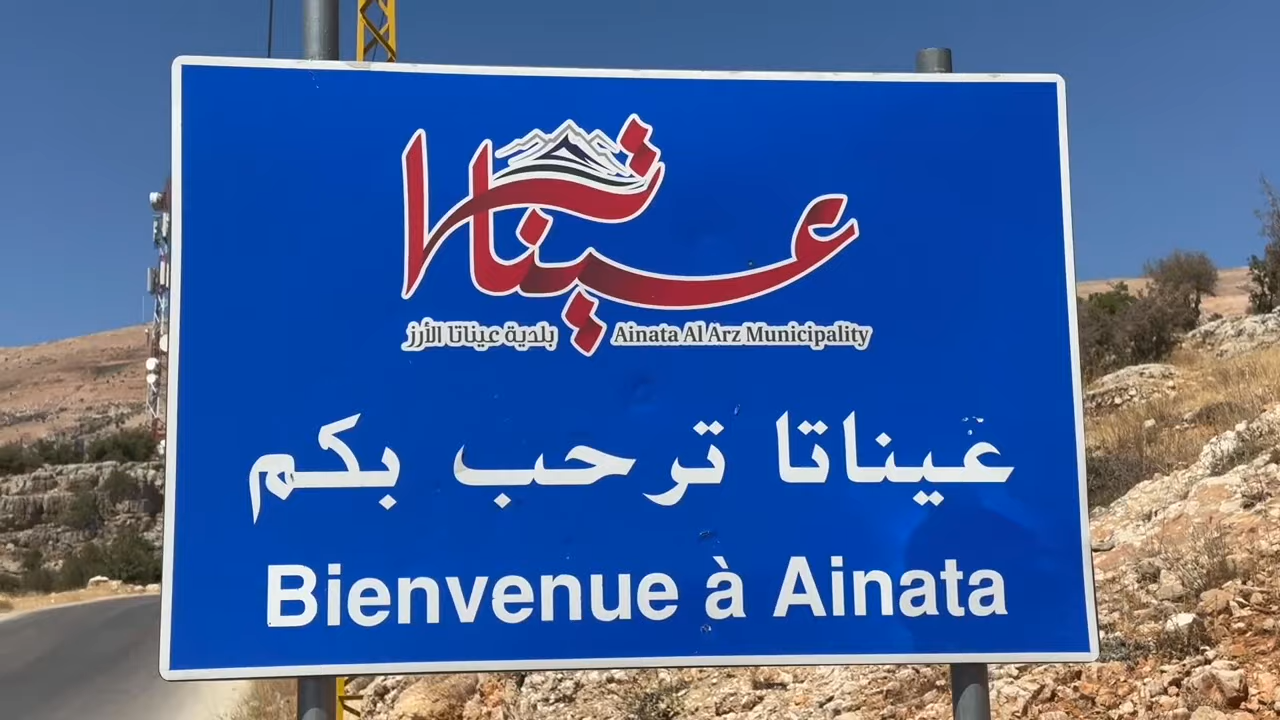 عيناتا
بلدية عيناتا الأرز Ainata Al Arz Municipality
عيناتا ترحب بكم
Bienvenue à Ainata